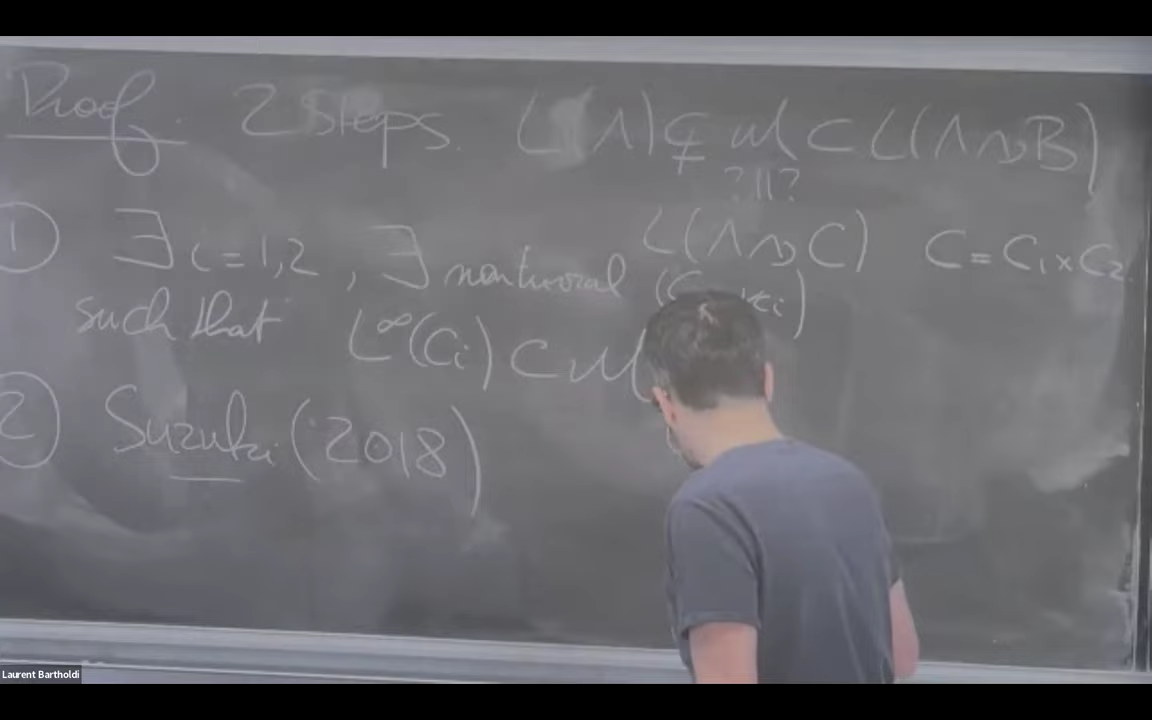 Proof. 2 Steps. L(Λ) ⊊ M ⊂ L(Λ↷B)
?||?
L(Λ↷C) C = C₁×C₂
① ∃ i=1,2, ∃ nontrivial (C
such that L^∞(Cᵢ) ⊂ M
② Suzuki (2018)
Laurent Bartholdi